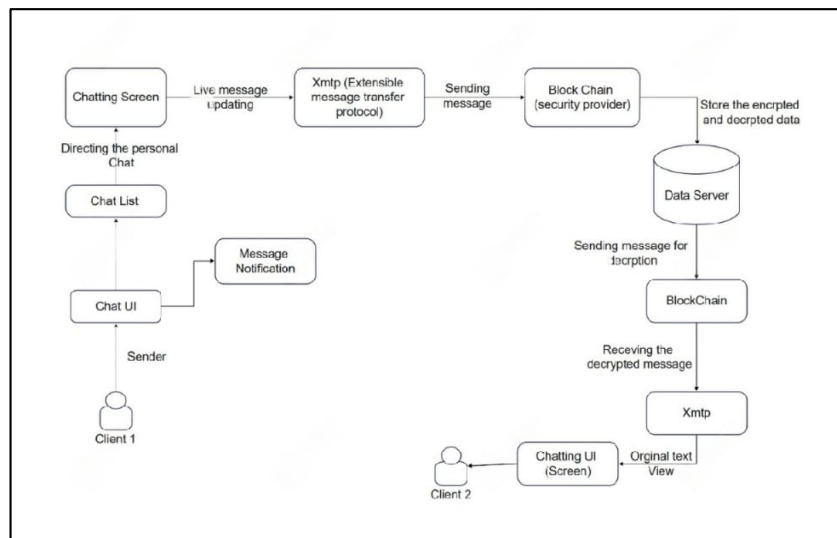 Chatting Screen
Live message
updating
Xmtp (Extensible
message transfer
protocol)
Sending
message
Block Chain
(security provider)
Store the encrpted
and decrpted data
Directing the personal
Chat
Chat List
Data Server
Message
Notification
Sending message for
fecrption
Chat UI
BlockChain
Sender
Receving the
decrypted message
Client 1
Xmtp
Chatting UI
(Screen)
Orginal text
View
Client 2